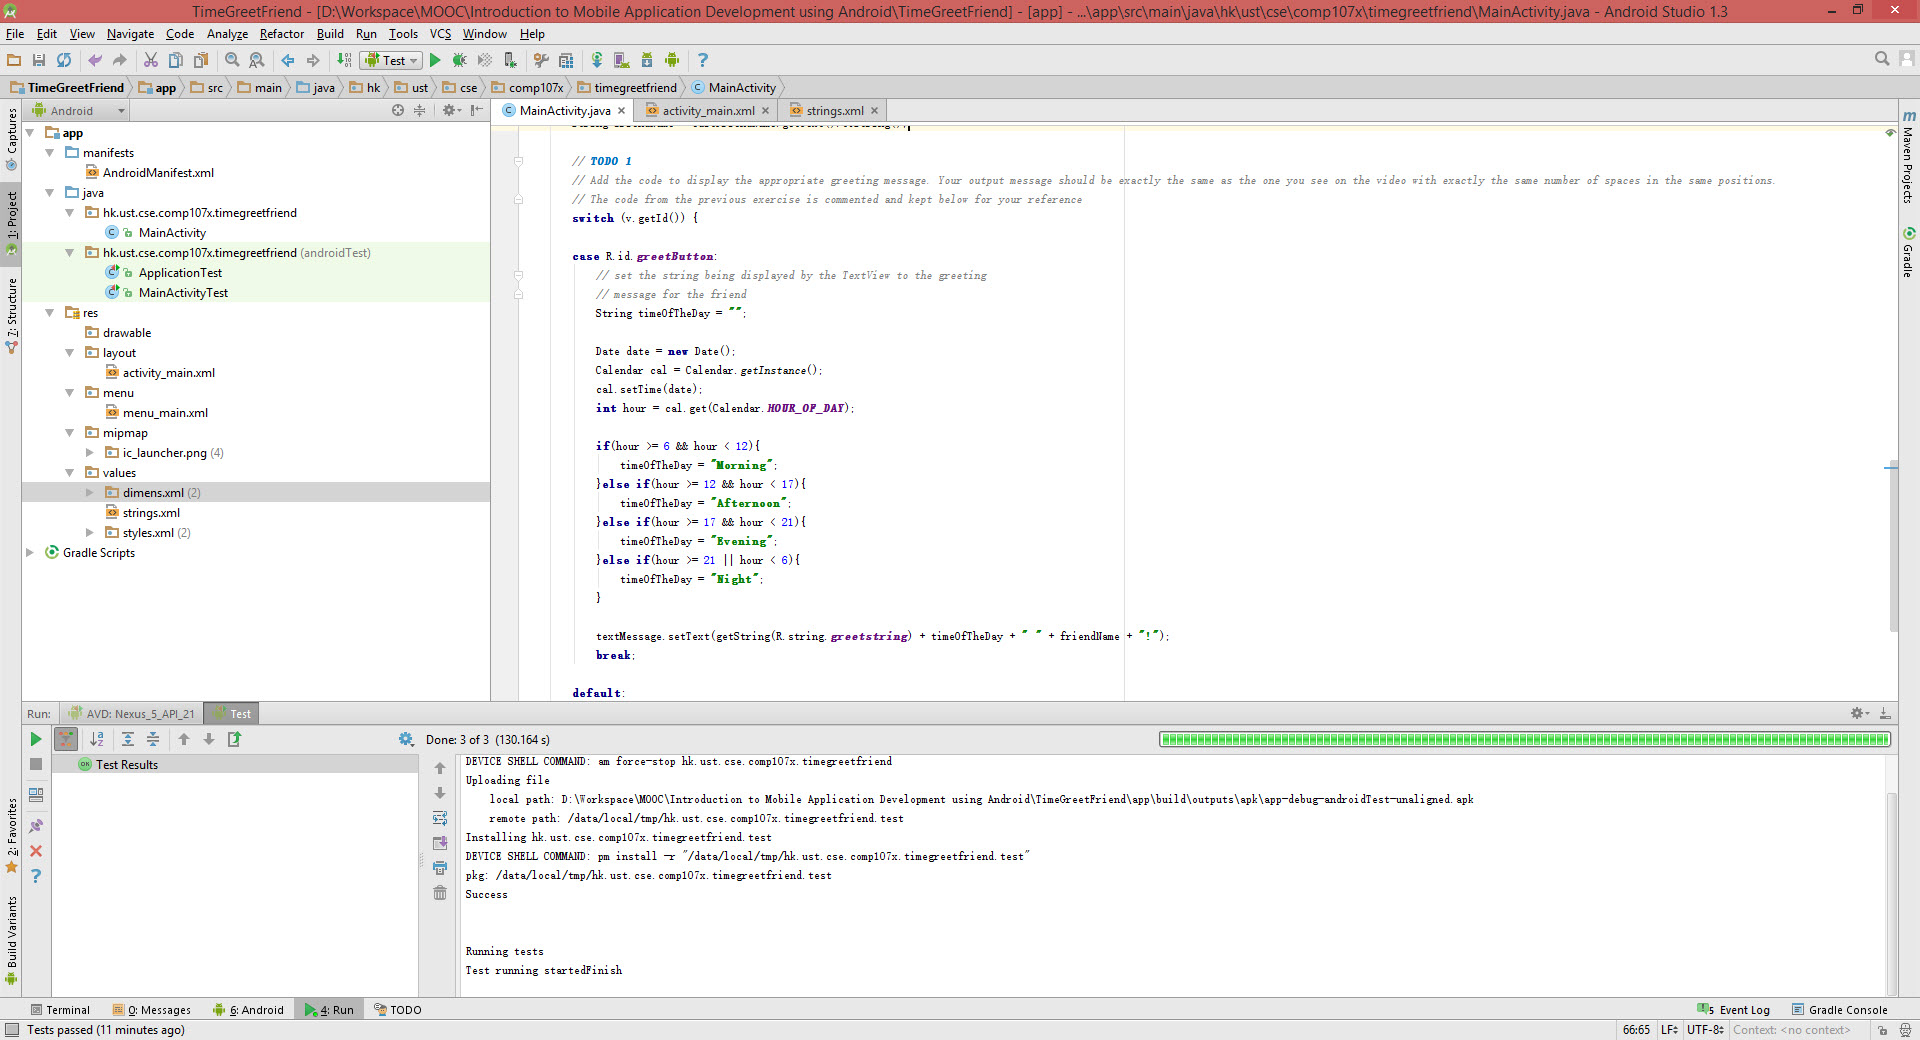 TimeGreetFriend - [D:\Workspace\MOOC\Introduction to Mobile Application Development using Android\TimeGreetFriend] - [app] - ...\app\src\main\java\hk\ust\cse\comp107x\timegreetfriend\MainActivity.java - Android Studio 1.3
File Edit View Navigate Code Analyze Refactor Build Run Tools VCS Window Help
Test
TimeGreetFriend app src main java hk ust cse comp107x timegreetfriend MainActivity
Android
MainActivity.java activity_main.xml strings.xml
Captures
1: Project
7: Structure
2: Favorites
Build Variants
app
manifests
AndroidManifest.xml
java
hk.ust.cse.comp107x.timegreetfriend
MainActivity
hk.ust.cse.comp107x.timegreetfriend (androidTest)
ApplicationTest
MainActivityTest
res
drawable
layout
activity_main.xml
menu
menu_main.xml
mipmap
ic_launcher.png (4)
values
dimens.xml (2)
strings.xml
styles.xml (2)
Gradle Scripts
// TODO 1
// Add the code to display the appropriate greeting message. Your output message should be exactly the same as the one you see on the video with exactly the same number of spaces in the same positions.
// The code from the previous exercise is commented and kept below for your reference
switch (v.getId()) {
case R.id.greetButton:
// set the string being displayed by the TextView to the greeting
// message for the friend
String timeOfTheDay = "";
Date date = new Date();
Calendar cal = Calendar.getInstance();
cal.setTime(date);
int hour = cal.get(Calendar.HOUR_OF_DAY);
if(hour >= 6 && hour < 12){
timeOfTheDay = "Morning";
}else if(hour >= 12 && hour < 17){
timeOfTheDay = "Afternoon";
}else if(hour >= 17 && hour < 21){
timeOfTheDay = "Evening";
}else if(hour >= 21 || hour < 6){
timeOfTheDay = "Night";
}
textMessage.setText(getString(R.string.greetstring) + timeOfTheDay + " " + friendName + "!");
break;
default:
Maven Projects
Gradle
Run: AVD: Nexus_5_API_21 Test
Done: 3 of 3 (130.164 s)
OK Test Results
DEVICE SHELL COMMAND: am force-stop hk.ust.cse.comp107x.timegreetfriend
Uploading file
local path: D:\Workspace\MOOC\Introduction to Mobile Application Development using Android\TimeGreetFriend\app\build\outputs\apk\app-debug-androidTest-unaligned.apk
remote path: /data/local/tmp/hk.ust.cse.comp107x.timegreetfriend.test
Installing hk.ust.cse.comp107x.timegreetfriend.test
DEVICE SHELL COMMAND: pm install -r "/data/local/tmp/hk.ust.cse.comp107x.timegreetfriend.test"
pkg: /data/local/tmp/hk.ust.cse.comp107x.timegreetfriend.test
Success
Running tests
Test running startedFinish
Terminal 0: Messages 6: Android 4: Run TODO 5 Event Log Gradle Console
Tests passed (11 minutes ago) 66:65 LF UTF-8 Context: <no context>